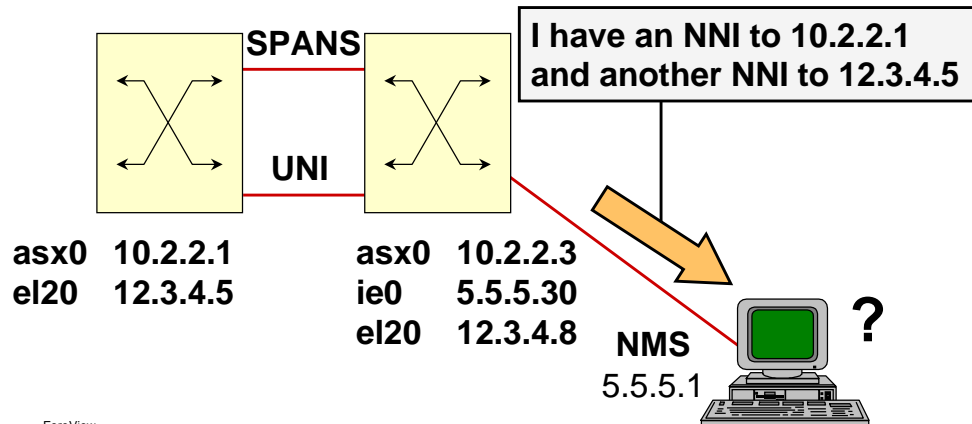 SPANS
I have an NNI to 10.2.2.1
and another NNI to 12.3.4.5
UNI
asx0 10.2.2.1
el20 12.3.4.5
asx0 10.2.2.3
ie0 5.5.5.30
el20 12.3.4.8
NMS
5.5.5.1
?
ForeView